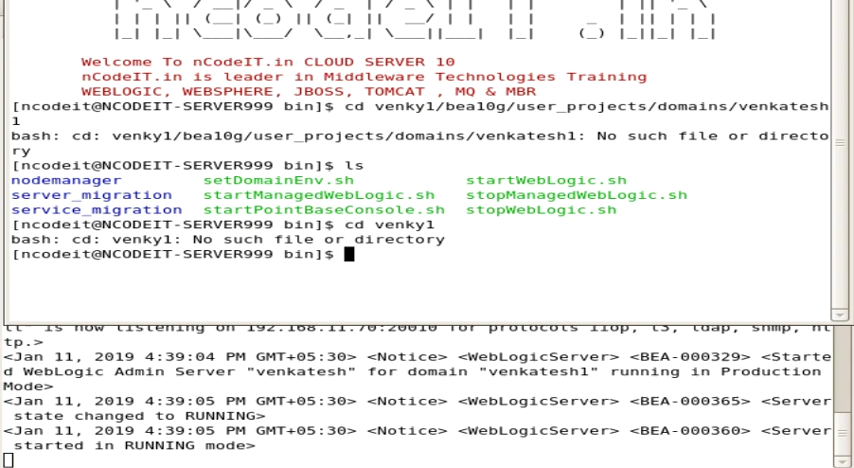 Welcome To nCodeIT.in CLOUD SERVER 10
nCodeIT.in is leader in Middleware Technologies Training
WEBLOGIC, WEBSPHERE, JBOSS, TOMCAT , MQ & MBR
[ncodeit@NCODEIT-SERVER999 bin]$ cd venky1/bea10g/user_projects/domains/venkatesh
1
bash: cd: venky1/bea10g/user_projects/domains/venkatesh1: No such file or directo
ry
[ncodeit@NCODEIT-SERVER999 bin]$ ls
nodemanager setDomainEnv.sh startWebLogic.sh
server_migration startManagedWebLogic.sh stopManagedWebLogic.sh
service_migration startPointBaseConsole.sh stopWebLogic.sh
[ncodeit@NCODEIT-SERVER999 bin]$ cd venky1
bash: cd: venky1: No such file or directory
[ncodeit@NCODEIT-SERVER999 bin]$
lt" is now listening on 192.168.11.70:20010 for protocols iiop, t3, ldap, snmp, ht
tp.>
<Jan 11, 2019 4:39:04 PM GMT+05:30> <Notice> <WebLogicServer> <BEA-000329> <Starte
d WebLogic Admin Server "venkatesh" for domain "venkatesh1" running in Production
Mode>
<Jan 11, 2019 4:39:05 PM GMT+05:30> <Notice> <WebLogicServer> <BEA-000365> <Server
state changed to RUNNING>
<Jan 11, 2019 4:39:05 PM GMT+05:30> <Notice> <WebLogicServer> <BEA-000360> <Server
started in RUNNING mode>